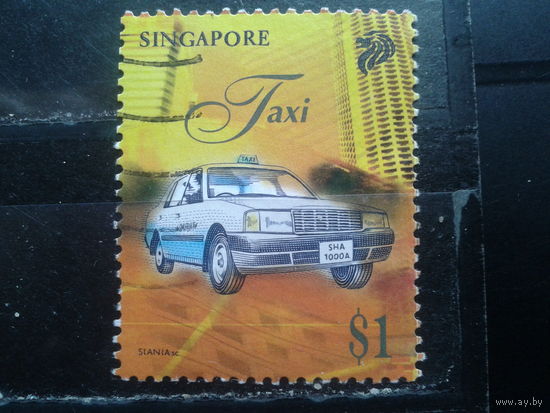 SINGAPORE
Taxi
TAXI
SHA
1000A
$1
SLANIA sc.
www.ay.by